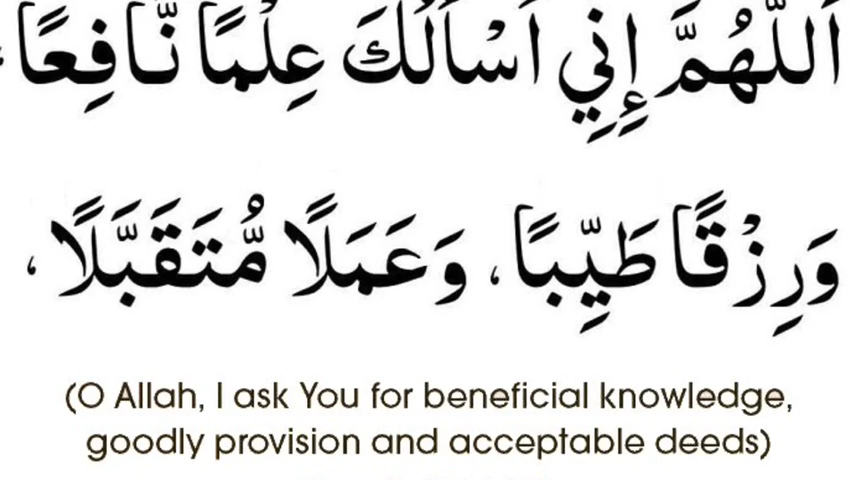 اَللّٰهُمَّ إِنِّي اَسْأَلُكَ عِلْمًا نَّافِعًا،
وَرِزْقًا طَيِّبًا، وَعَمَلًا مُّتَقَبَّلًا،
(O Allah, I ask You for beneficial knowledge,
goodly provision and acceptable deeds)